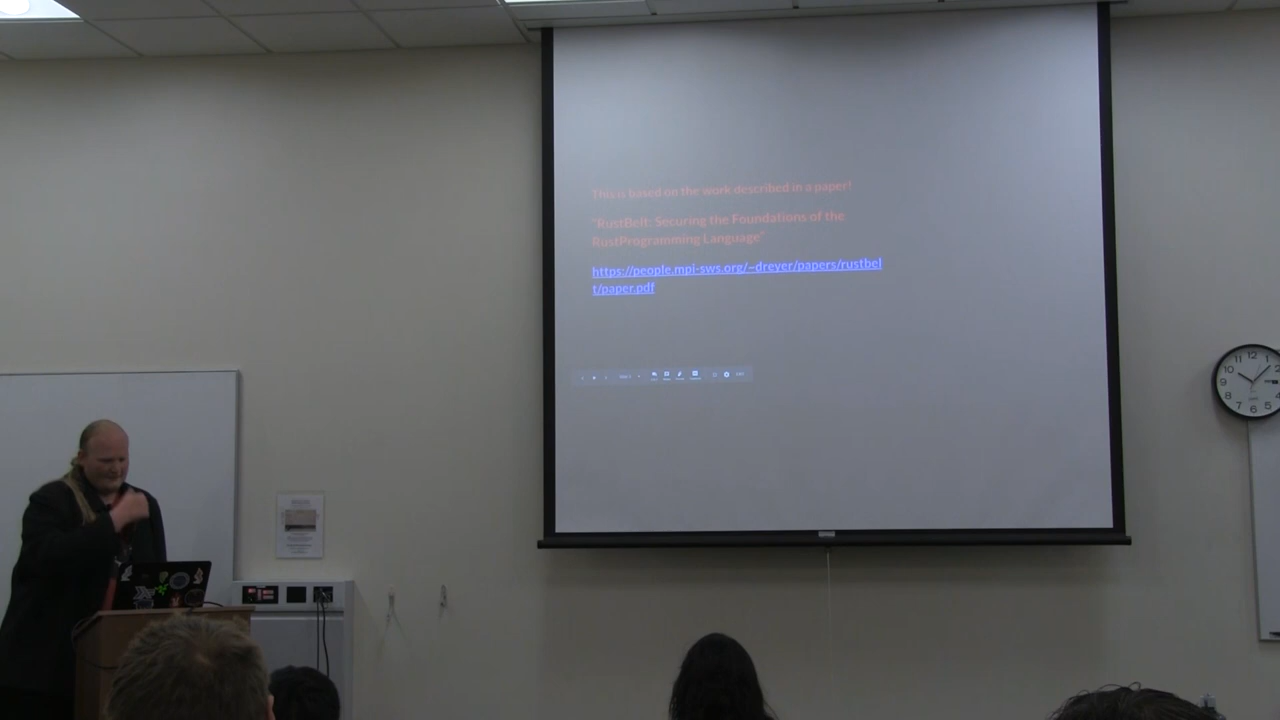 This is based on the work described in a paper!
"RustBelt: Securing the Foundations of the
RustProgramming Language"
https://people.mpi-sws.org/~dreyer/papers/rustbel
t/paper.pdf